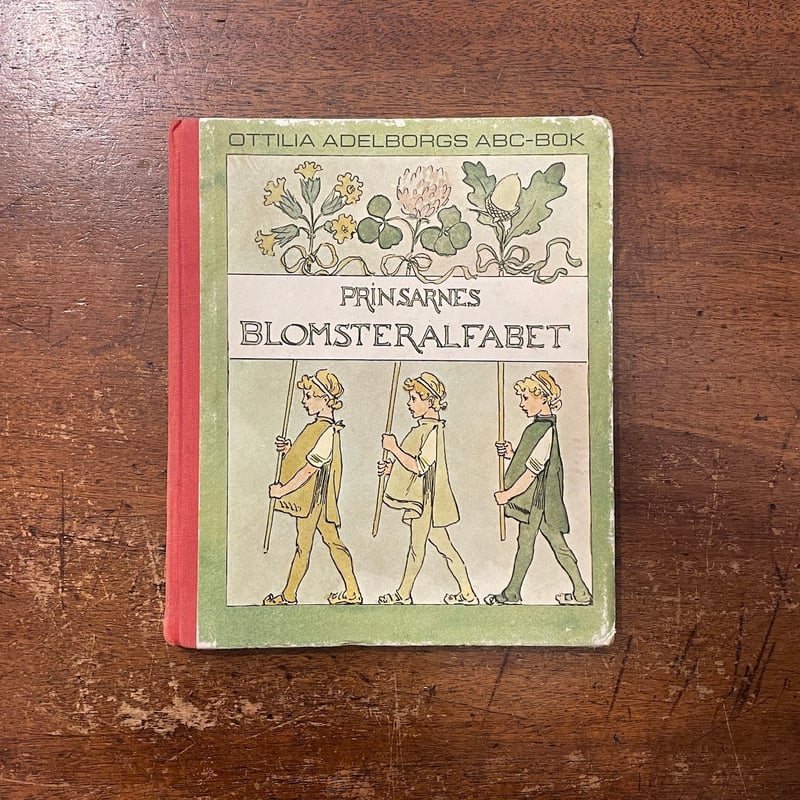 OTTILIA ADELBORGS ABC-BOK
PRINSARNES
BLOMSTERALFABET